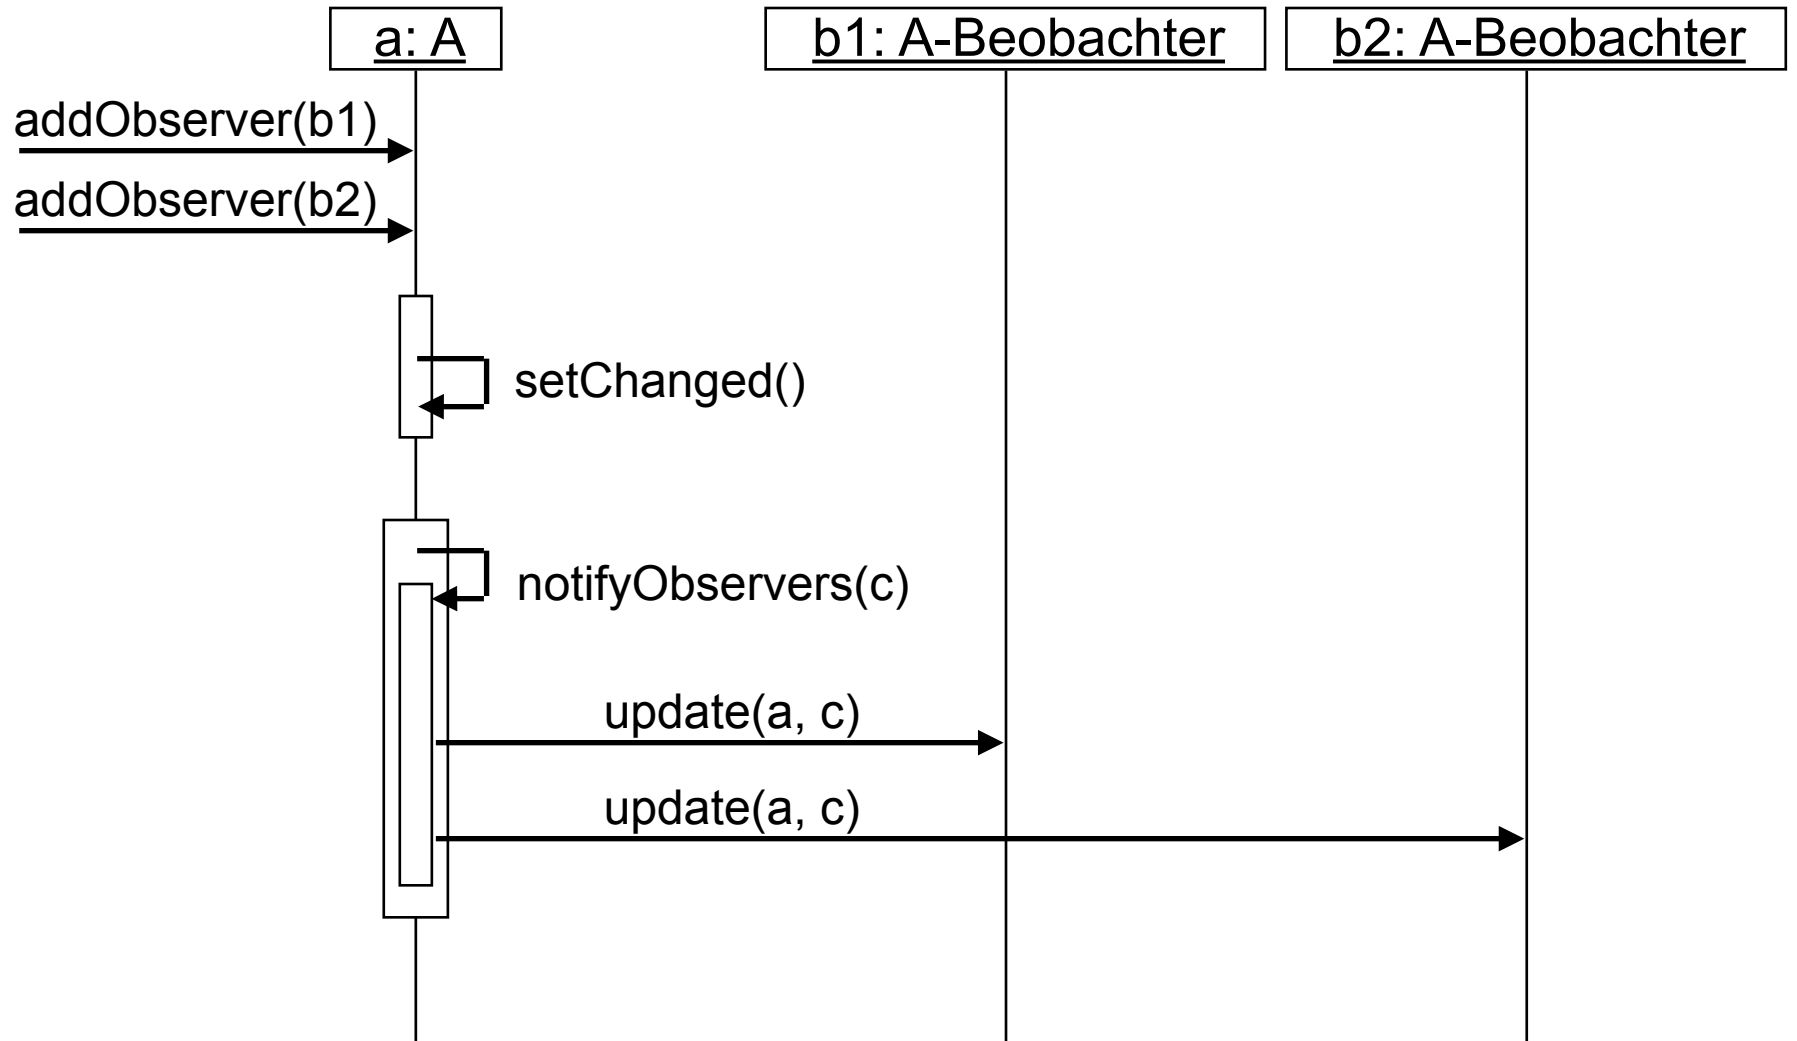 a: A
b1: A-Beobachter
b2: A-Beobachter
addObserver(b1)
addObserver(b2)
setChanged()
notifyObservers(c)
update(a, c)
update(a, c)